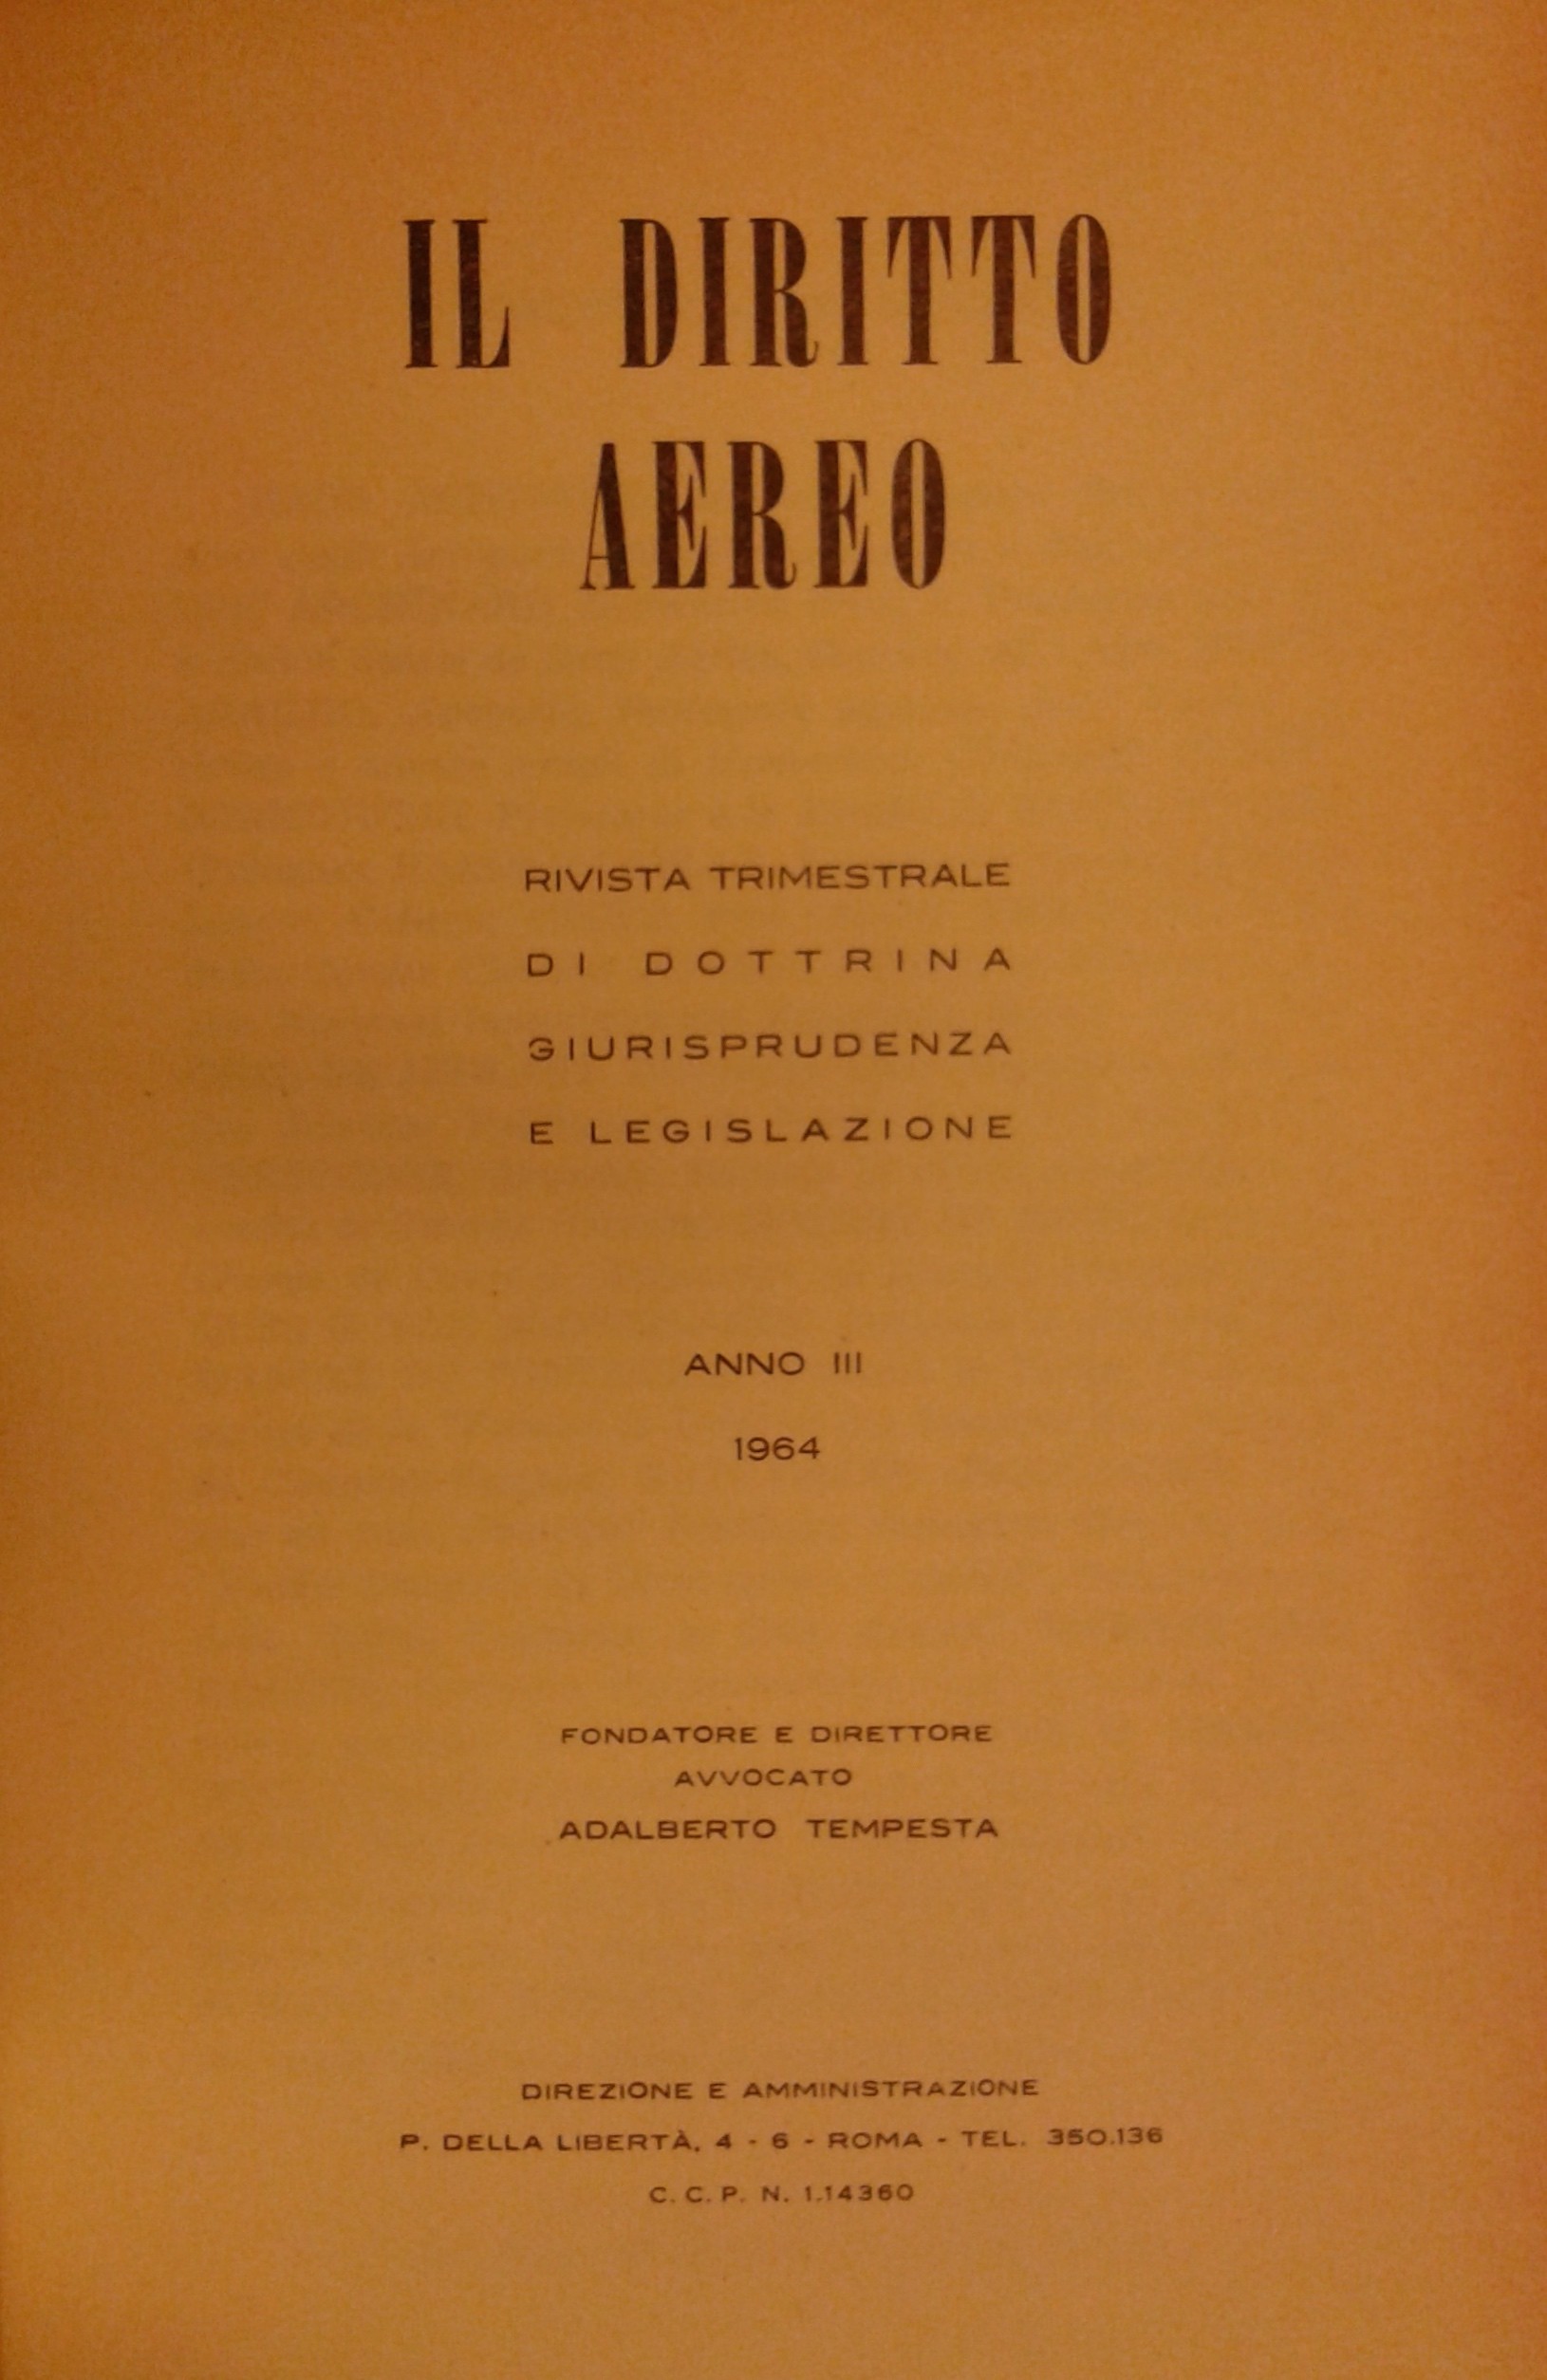 IL DIRITTO
AEREO
RIVISTA TRIMESTRALE
DI DOTTRINA
GIURISPRUDENZA
E LEGISLAZIONE
ANNO III
1964
FONDATORE E DIRETTORE
AVVOCATO
ADALBERTO TEMPESTA
DIREZIONE E AMMINISTRAZIONE
P. DELLA LIBERTÀ, 4 - 6 - ROMA - TEL. 350.136
C. C. P. N. 1.14360